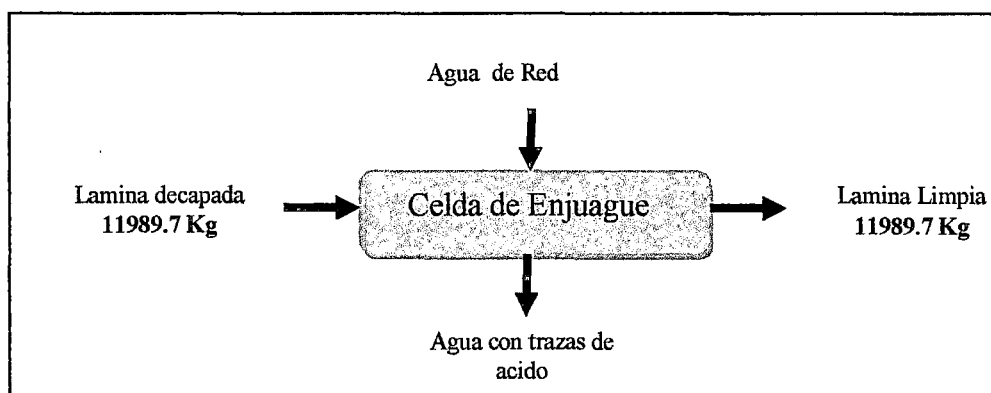 Agua de Red
Lamina decapada
11989.7 Kg
Celda de Enjuague
Lamina Limpia
11989.7 Kg
Agua con trazas de
acido